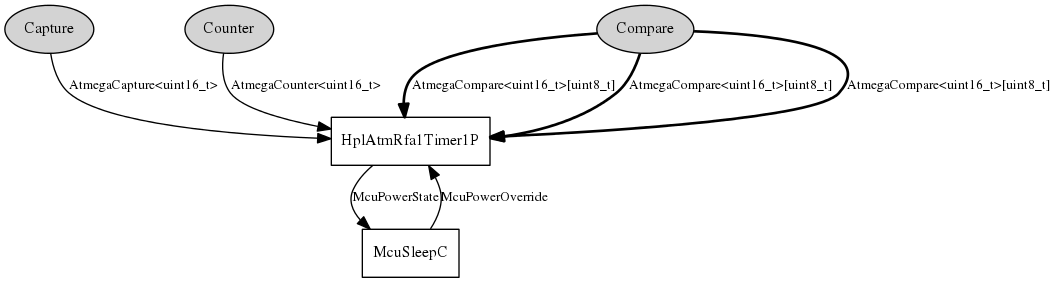 Capture
Counter
Compare
AtmegaCapture<uint16_t>
AtmegaCounter<uint16_t>
AtmegaCompare<uint16_t>[uint8_t]
AtmegaCompare<uint16_t>[uint8_t]
AtmegaCompare<uint16_t>[uint8_t]
HplAtmRfa1Timer1P
McuPowerState
McuPowerOverride
McuSleepC